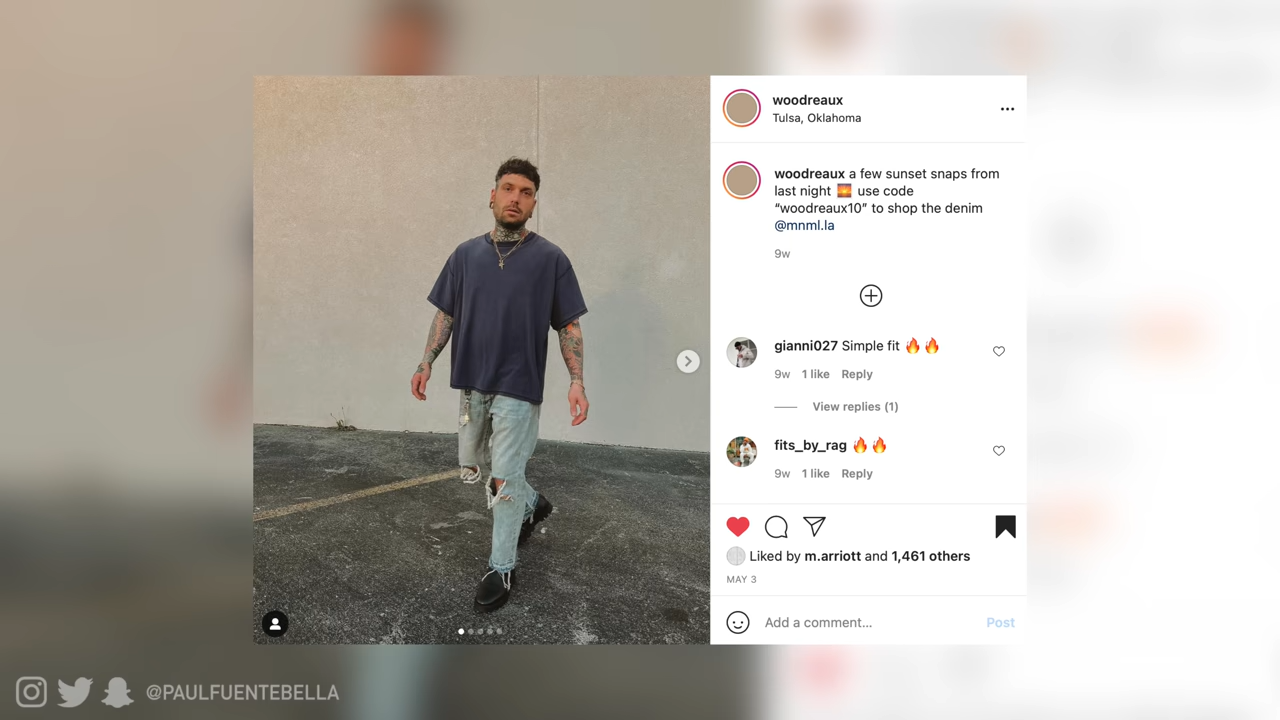 woodreaux
Tulsa, Oklahoma
woodreaux a few sunset snaps from
last night 🌇 use code
“woodreaux10” to shop the denim
@mnml.la
9w
gianni027 Simple fit 🔥🔥
9w 1 like Reply
View replies (1)
fits_by_rag 🔥🔥
9w 1 like Reply
Liked by m.arriott and 1,461 others
MAY 3
Add a comment... Post
@PAULFUENTEBELLA